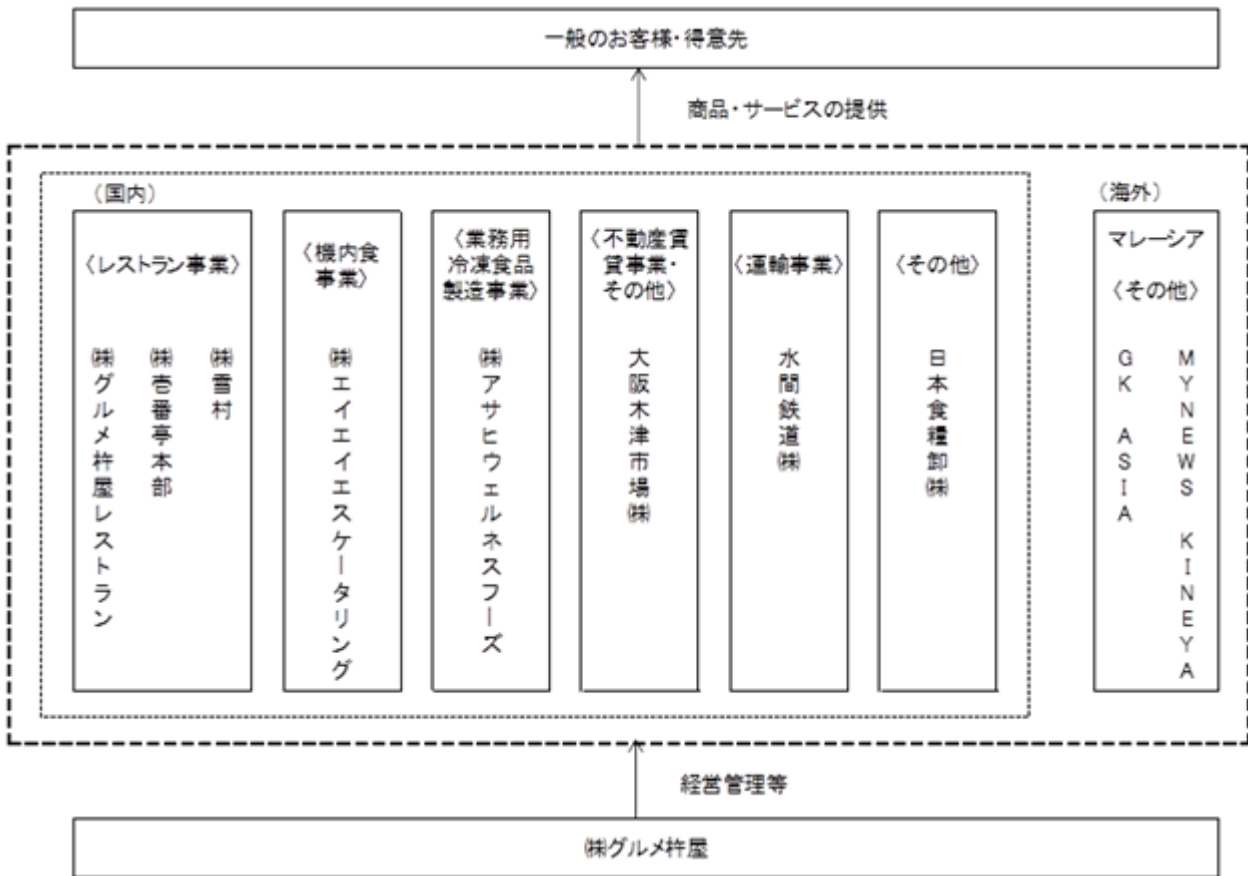 一般のお客様・得意先
商品・サービスの提供
（国内）
〈レストラン事業〉
㈱グルメ杵屋レストラン
㈱壱番亭本部
㈱雪村
〈機内食
事業〉
㈱エイエイエスケータリング
〈業務用
冷凍食品
製造事業〉
㈱アサヒウェルネスフーズ
〈不動産賃
貸事業・
その他〉
大阪木津市場㈱
〈運輸事業〉
水間鉄道㈱
〈その他〉
日本食糧卸㈱
（海外）
マレーシア
〈その他〉
GK ASIA
MYNEWS KINEYA
経営管理等
㈱グルメ杵屋